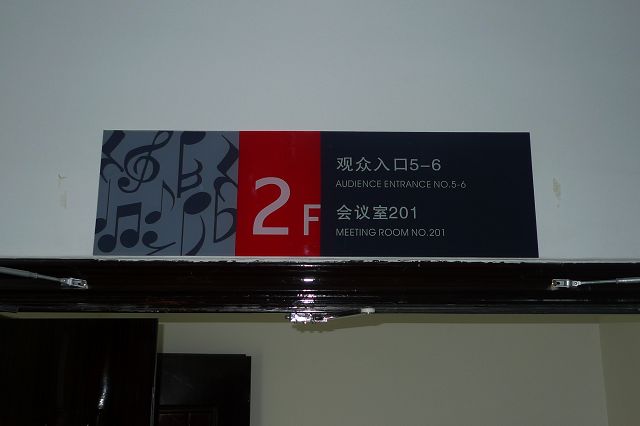 2F
观众入口5-6
AUDIENCE ENTRANCE NO.5-6
会议室201
MEETING ROOM NO.201